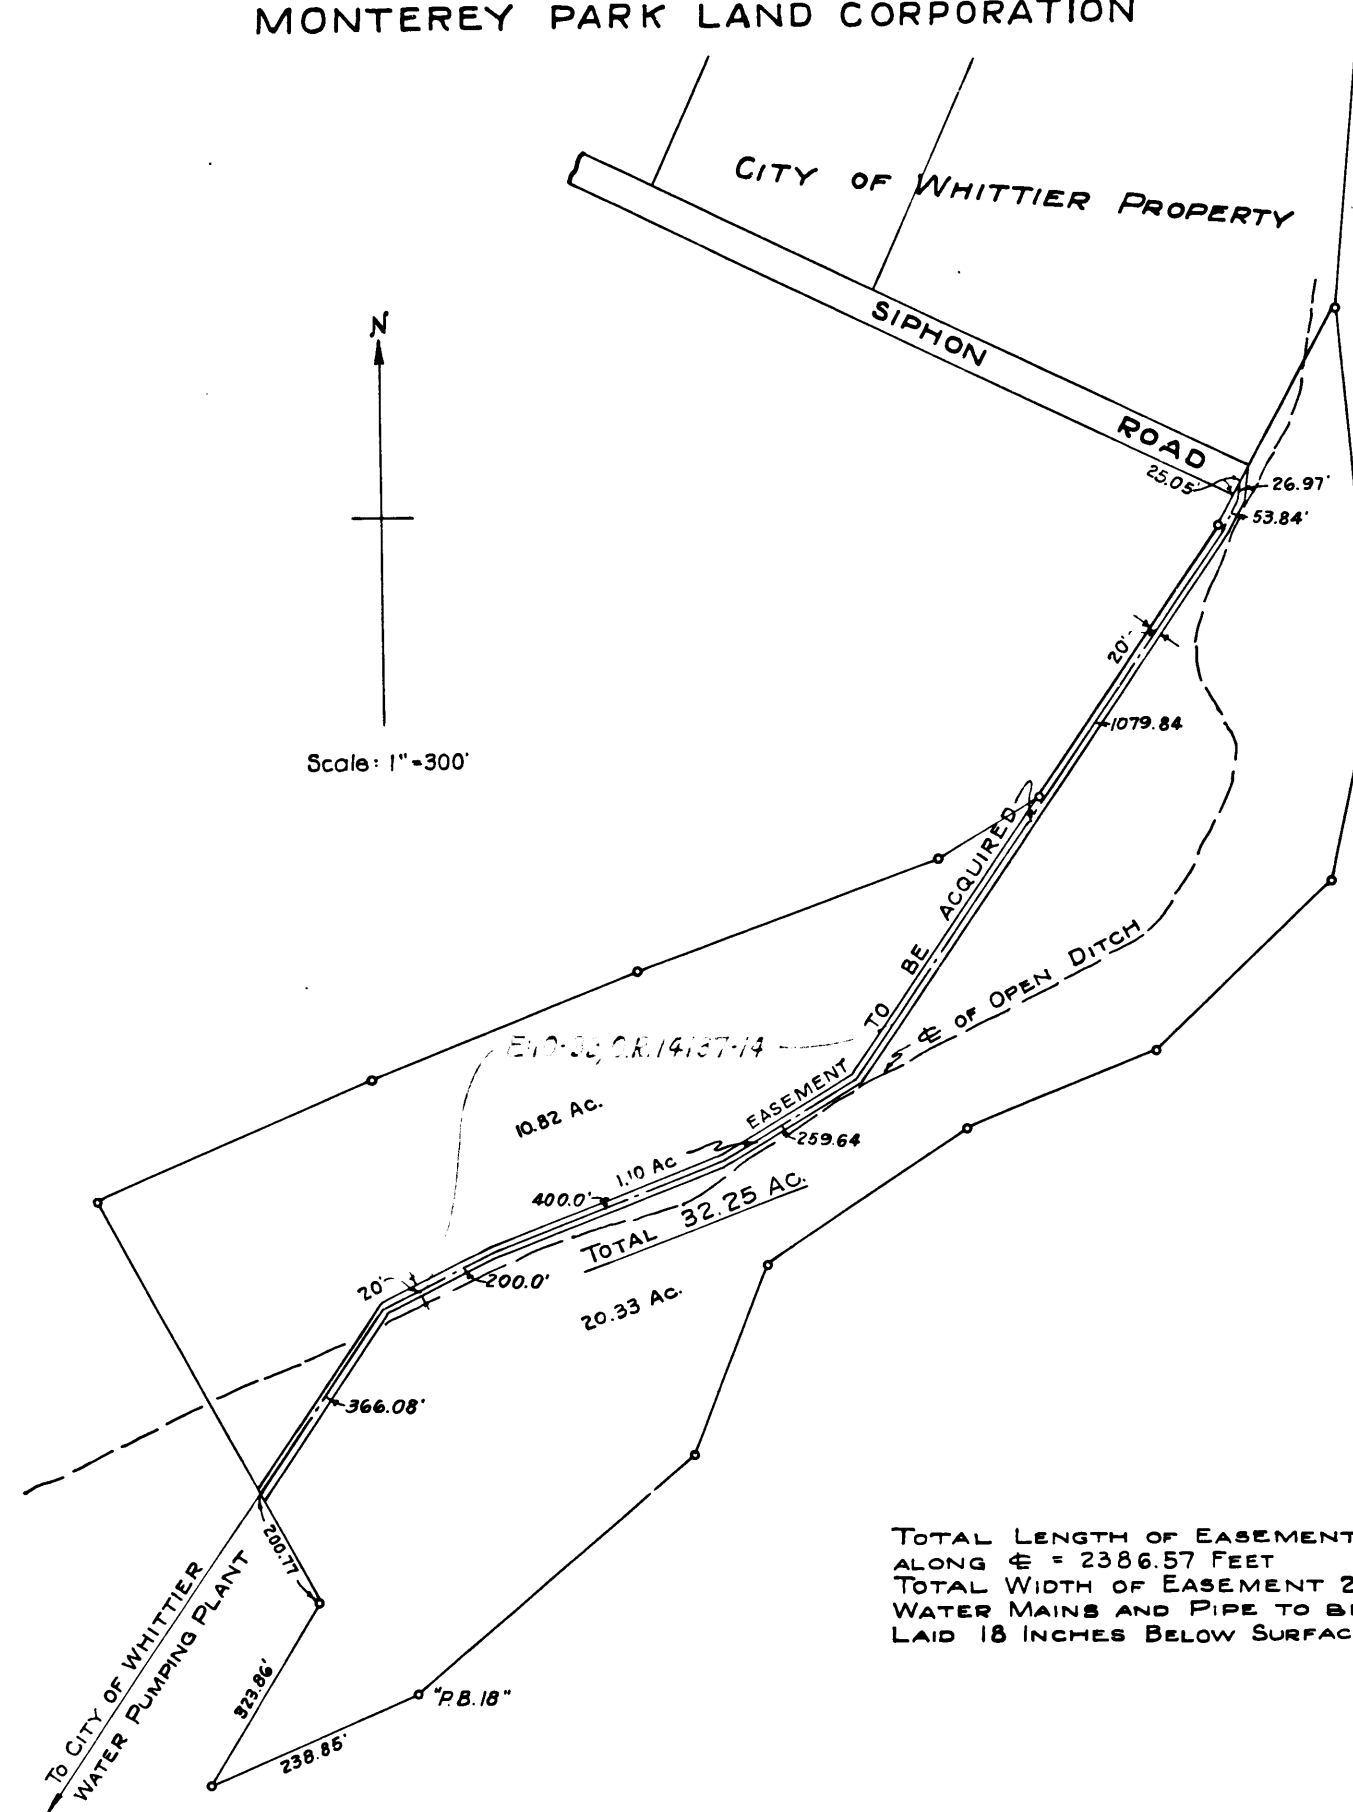 MONTEREY PARK LAND CORPORATION
CITY OF WHITTIER PROPERTY
N
SIPHON ROAD
25.05'
26.97'
53.84'
20'
1079.84
Scale: 1"=300'
EASEMENT TO BE ACQUIRED
℄ OF OPEN DITCH
O.R. 14137-14
10.82 Ac.
259.64
1.10 Ac
400.0'
TOTAL 32.25 Ac.
20'
200.0'
20.33 Ac.
366.08'
200.77
TO CITY OF WHITTIER
WATER PUMPING PLANT
323.86'
"P.B.18"
238.85'
TOTAL LENGTH OF EASEMENT
ALONG ℄ = 2386.57 FEET
TOTAL WIDTH OF EASEMENT 2
WATER MAINS AND PIPE TO
LAID 18 INCHES BELOW